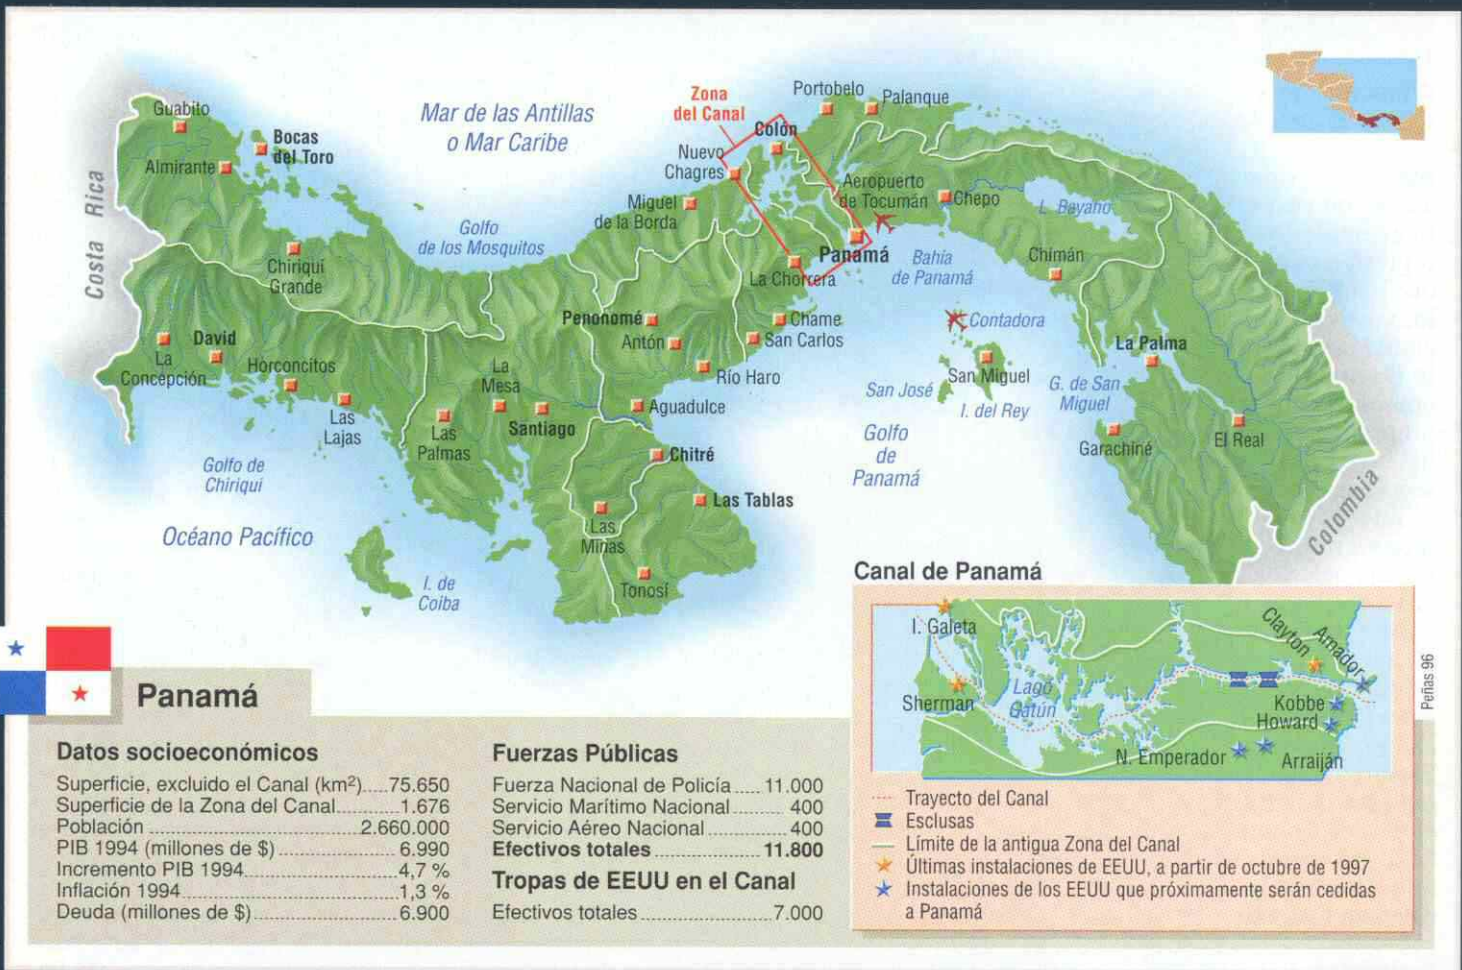 Guabito
Bocas
del Toro
Almirante
Costa Rica
Mar de las Antillas
o Mar Caribe
Golfo
de los Mosquitos
Chiriquí
Grande
Zona
del Canal
Portobelo
Palanque
Colón
Nuevo
Chagres
Miguel
de la Borda
Aeropuerto
de Tocumán
Chepo
L. Bayano
Panamá
Bahía
de Panamá
Chimán
La Chorrera
Penonomé
Chame
Antón
San Carlos
Contadora
La
Concepción
David
Horconcitos
La
Mesa
Río Haro
San Miguel
La Palma
San José
I. del Rey
G. de San
Miguel
Las
Lajas
Las
Palmas
Santiago
Aguadulce
Golfo
de
Panamá
Garachiné
El Real
Chitré
Golfo de
Chiriqui
Las Tablas
Océano Pacífico
Las
Minas
Colombia
I. de
Coiba
Tonosí
Panamá
Datos socioeconómicos
Superficie, excluido el Canal (km²).....75.650
Superficie de la Zona del Canal..........1.676
Población ................................2.660.000
PIB 1994 (millones de $) ..................6.990
Incremento PIB 1994........................4,7 %
Inflación 1994..................................1,3 %
Deuda (millones de $)......................6.900
Fuerzas Públicas
Fuerza Nacional de Policía ..... 11.000
Servicio Marítimo Nacional........ 400
Servicio Aéreo Nacional............ 400
Efectivos totales ................. 11.800
Tropas de EEUU en el Canal
Efectivos totales ...................7.000
Canal de Panamá
I. Galeta
Clayton
Amador
Sherman
Lago
Gatún
Kobbe
Howard
N. Emperador
Arraiján
Trayecto del Canal
Esclusas
Límite de la antigua Zona del Canal
Últimas instalaciones de EEUU, a partir de octubre de 1997
Instalaciones de los EEUU que próximamente serán cedidas
a Panamá
Peñas 96